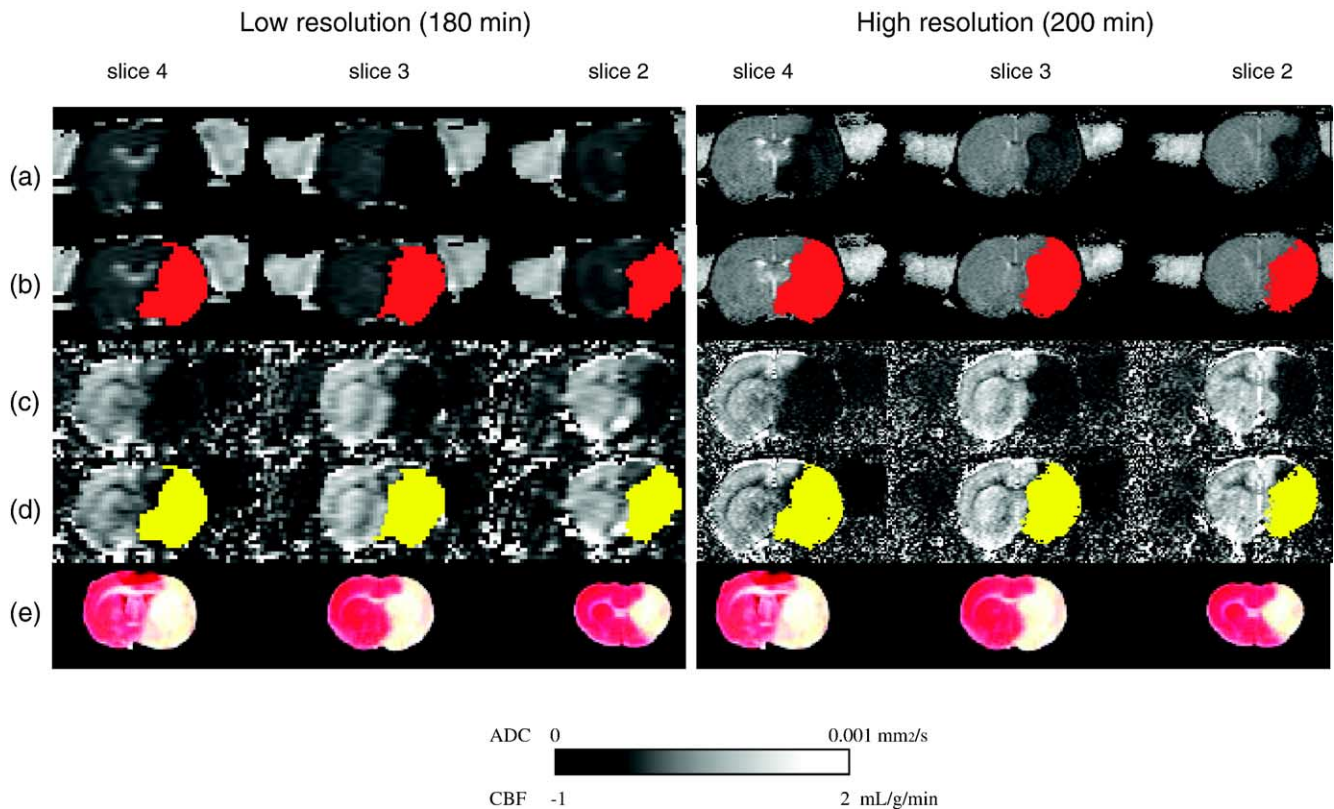 Low resolution (180 min) High resolution (200 min)
slice 4 slice 3 slice 2 slice 4 slice 3 slice 2
(a)
(b)
(c)
(d)
(e)
ADC 0 0.001 mm2/s
CBF -1 2 mL/g/min